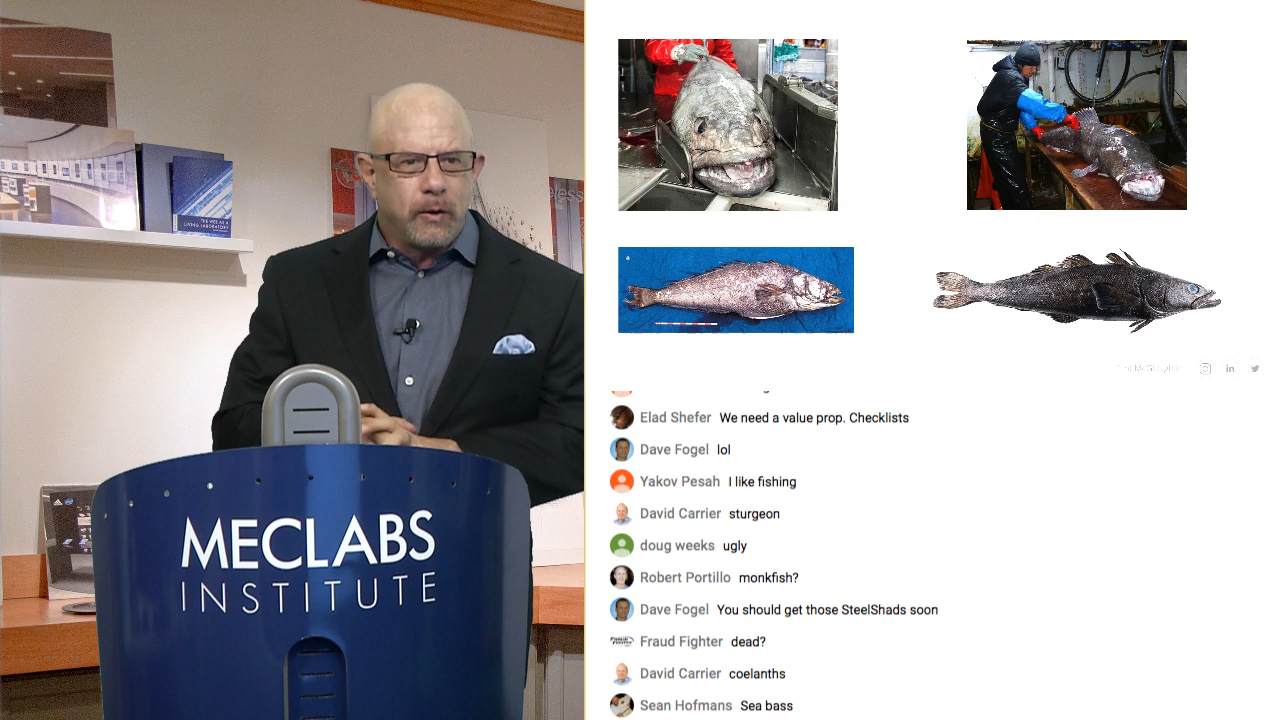 THE WEB AS A
LIVING LABORATORY
MECLABS
INSTITUTE
Elad Shefer We need a value prop. Checklists
Dave Fogel lol
Yakov Pesah I like fishing
David Carrier sturgeon
doug weeks ugly
Robert Portillo monkfish?
Dave Fogel You should get those SteelShads soon
Fraud Fighter dead?
David Carrier coelanths
Sean Hofmans Sea bass